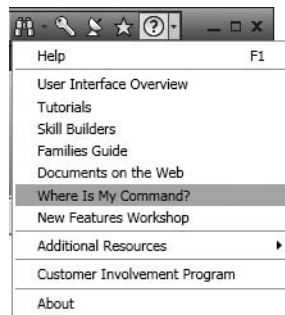 Help F1
User Interface Overview
Tutorials
Skill Builders
Families Guide
Documents on the Web
Where Is My Command?
New Features Workshop
Additional Resources
Customer Involvement Program
About